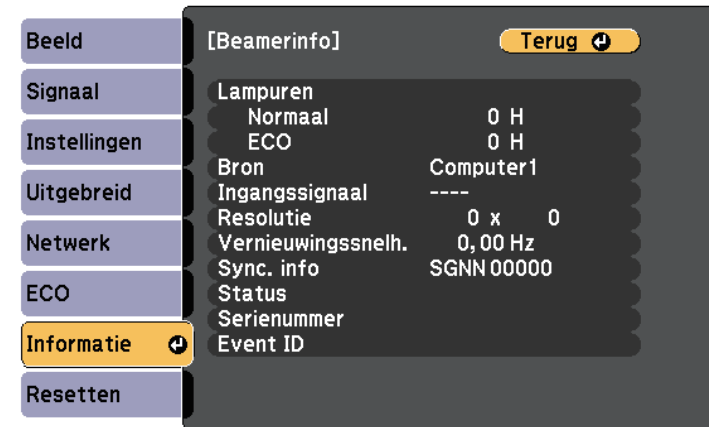 Beeld
Signaal
Instellingen
Uitgebreid
Netwerk
ECO
Informatie
Resetten
[Beamerinfo] Terug
Lampuren
Normaal 0 H
ECO 0 H
Bron Computer1
Ingangssignaal ----
Resolutie 0 x 0
Vernieuwingssnelh. 0,00 Hz
Sync. info SGNN 00000
Status
Serienummer
Event ID